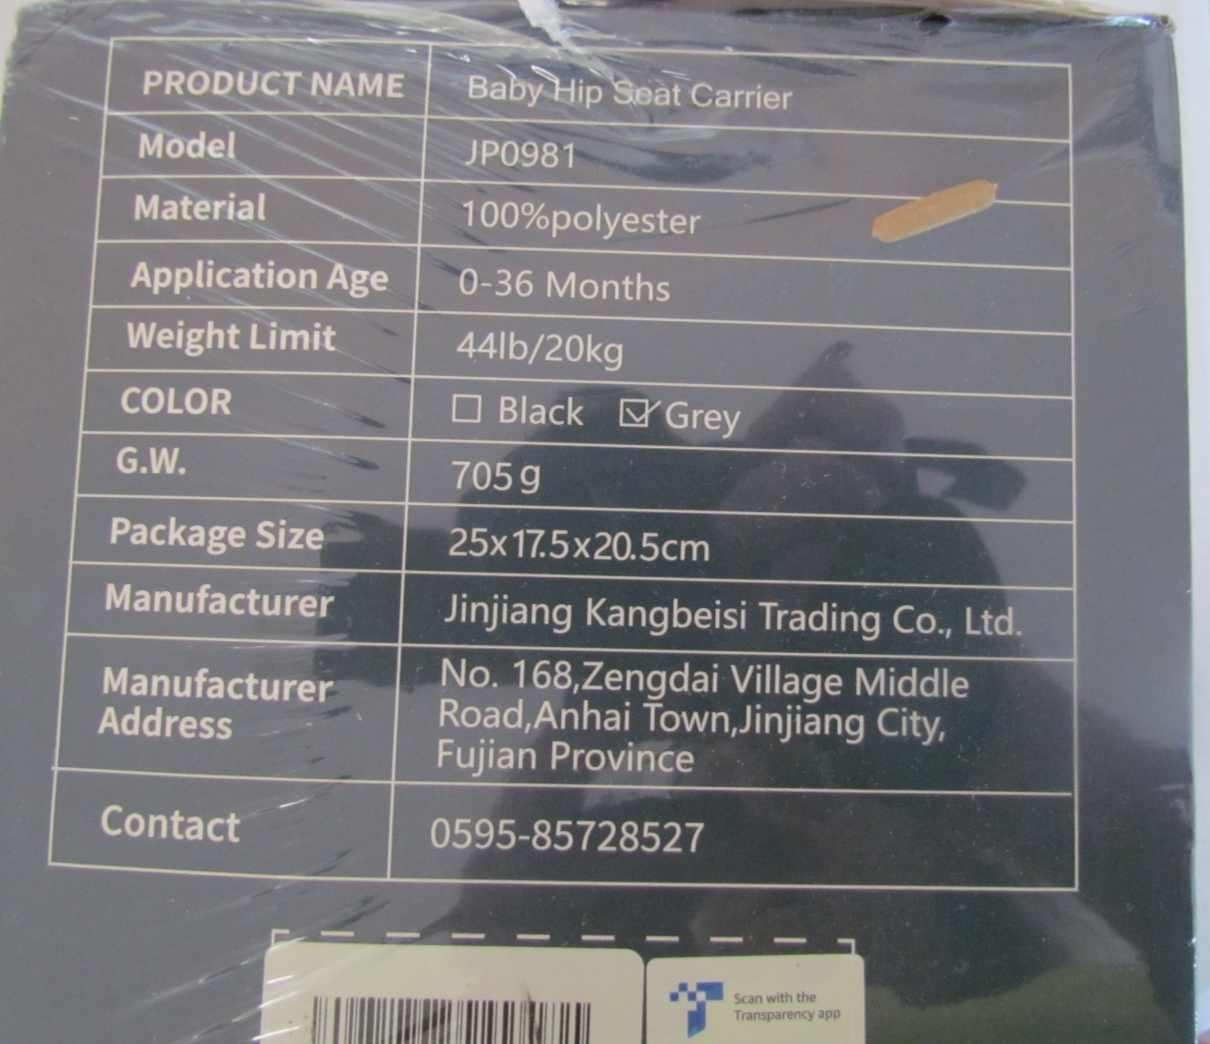 PRODUCT NAME Baby Hip Seat Carrier
Model JP0981
Material 100%polyester
Application Age 0-36 Months
Weight Limit 44lb/20kg
COLOR ☐ Black ☑ Grey
G.W. 705g
Package Size 25x17.5x20.5cm
Manufacturer Jinjiang Kangbeisi Trading Co., Ltd.
Manufacturer
Address
No. 168,Zengdai Village Middle
Road,Anhai Town,Jinjiang City,
Fujian Province
Contact 0595-85728527
Scan with the
Transparency app